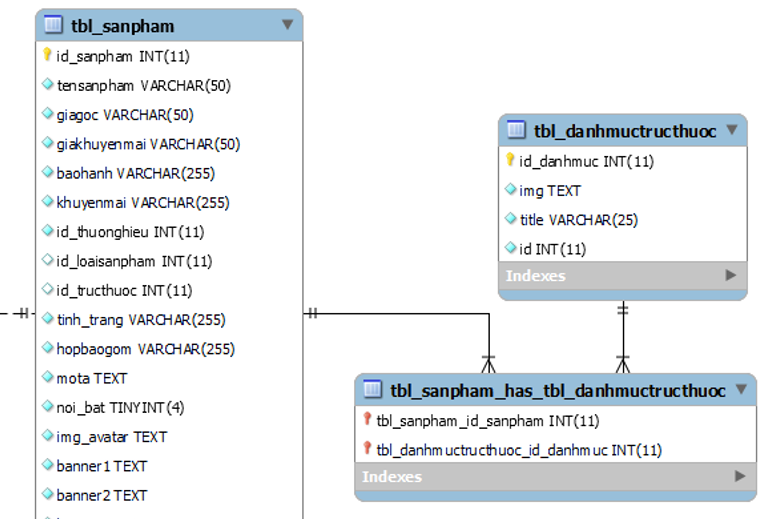 tbl_sanpham
id_sanpham INT(11)
tensanpham VARCHAR(50)
giagoc VARCHAR(50)
giakhuyenmai VARCHAR(50)
baohanh VARCHAR(255)
khuyenmai VARCHAR(255)
id_thuonghieu INT(11)
id_loaisanpham INT(11)
id_tructhuoc INT(11)
tinh_trang VARCHAR(255)
hopbaogom VARCHAR(255)
mota TEXT
noi_bat TINYINT(4)
img_avatar TEXT
banner1 TEXT
banner2 TEXT
tbl_danhmuctructhuoc
id_danhmuc INT(11)
img TEXT
title VARCHAR(25)
id INT(11)
Indexes
tbl_sanpham_has_tbl_danhmuctructhuoc
tbl_sanpham_id_sanpham INT(11)
tbl_danhmuctructhuoc_id_danhmuc INT(11)
Indexes